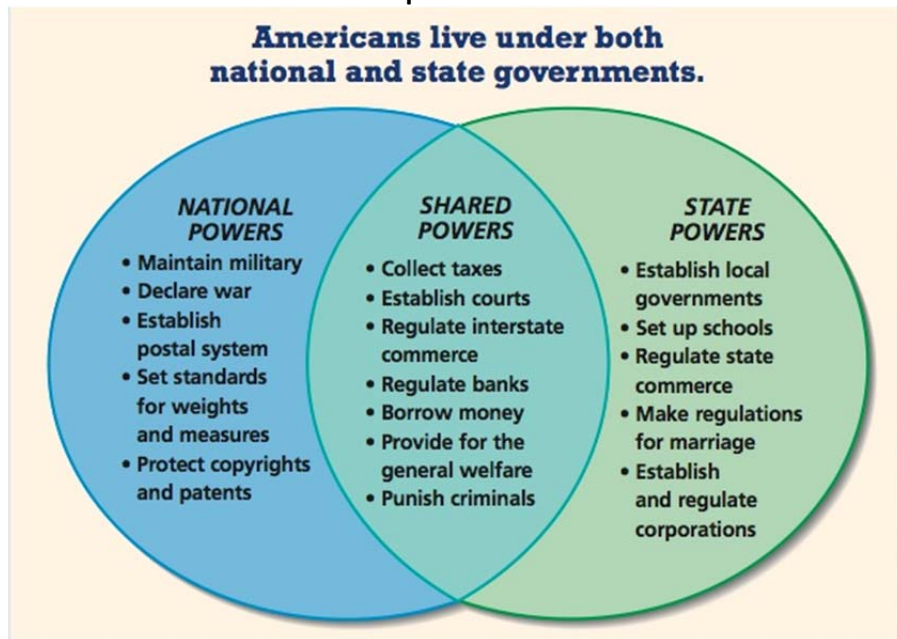 Americans live under both
national and state governments.
NATIONAL
POWERS
• Maintain military
• Declare war
• Establish
postal system
• Set standards
for weights
and measures
• Protect copyrights
and patents
SHARED
POWERS
• Collect taxes
• Establish courts
• Regulate interstate
commerce
• Regulate banks
• Borrow money
• Provide for the
general welfare
• Punish criminals
STATE
POWERS
• Establish local
governments
• Set up schools
• Regulate state
commerce
• Make regulations
for marriage
• Establish
and regulate
corporations